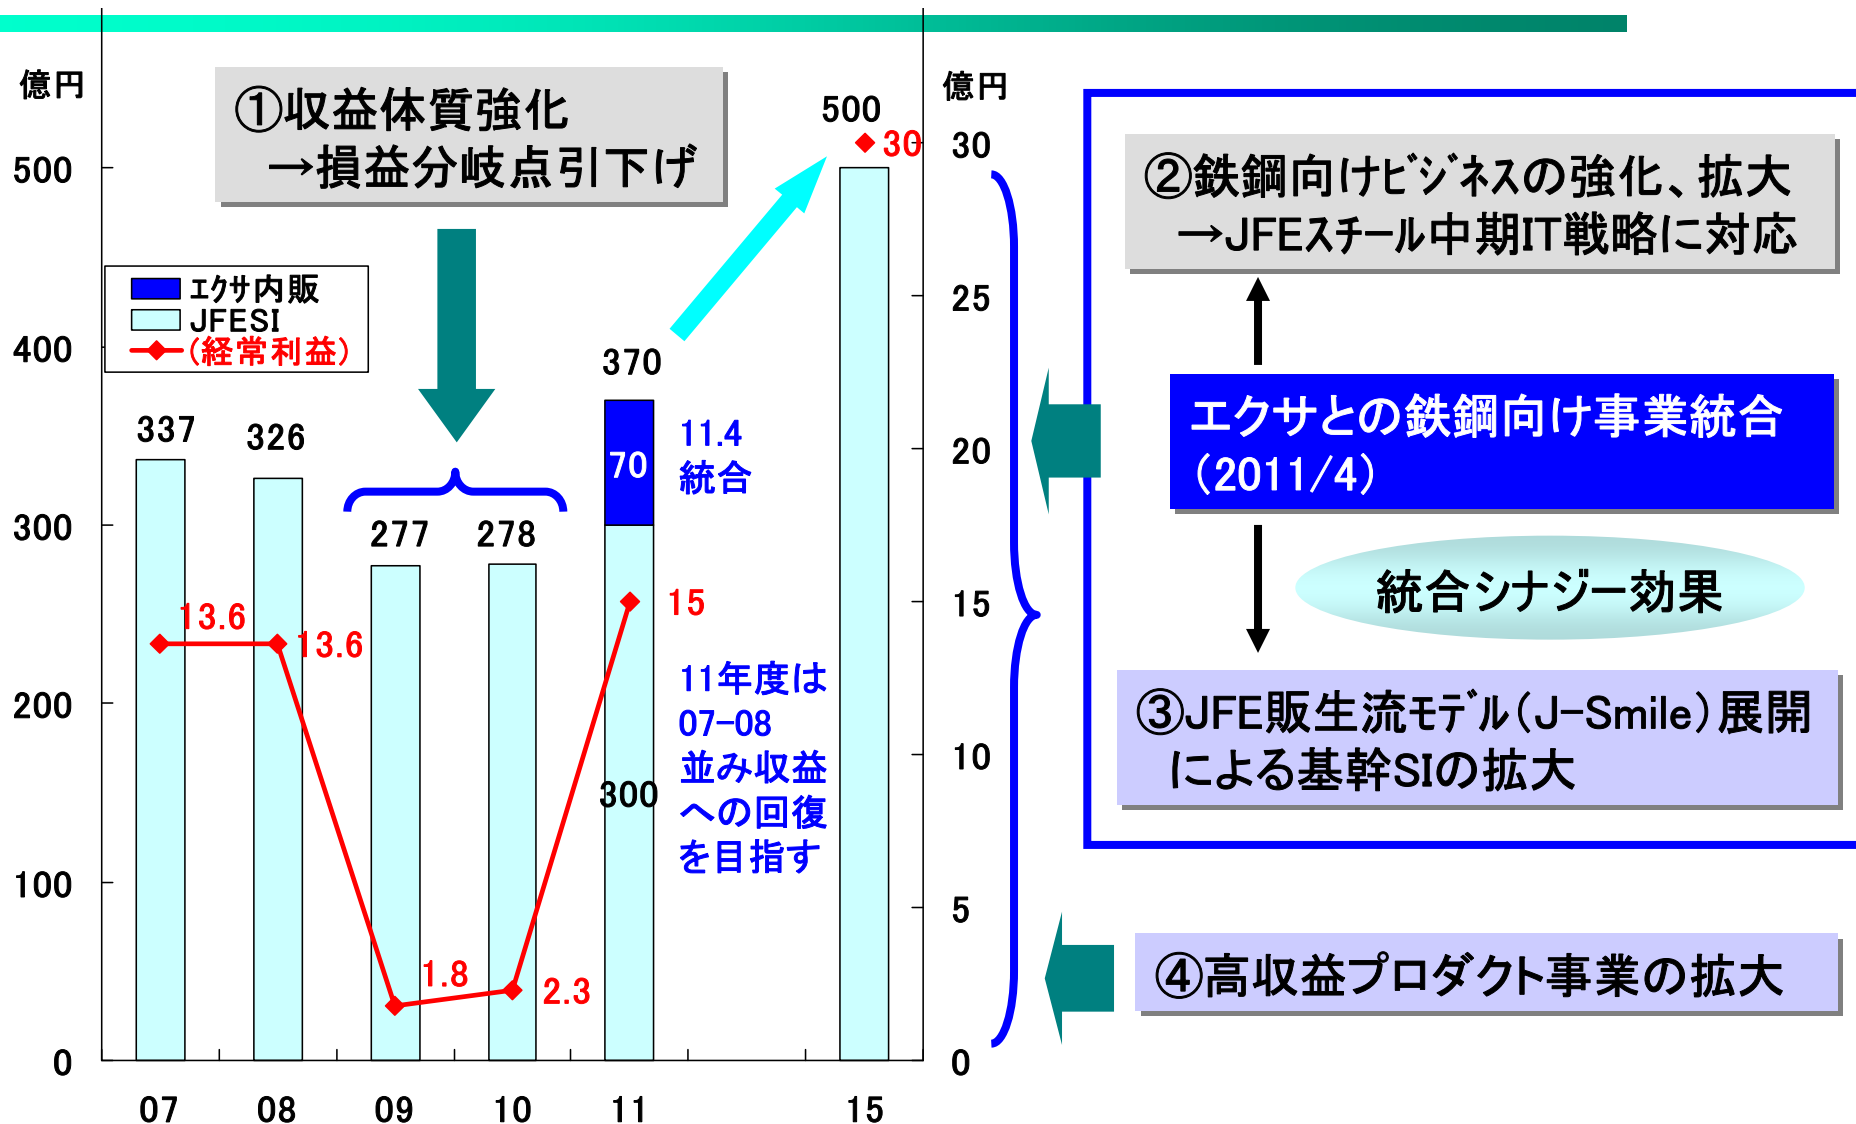 億円
①収益体質強化
→損益分岐点引下げ
500
400
300
200
100
0
ｴｸｻ内販
JFESI
(経常利益)
337
326
277
278
370
70
300
500
13.6
13.6
1.8
2.3
15
30
11.4
統合
11年度は
07-08
並み収益
への回復
を目指す
07
08
09
10
11
15
億円
30
25
20
15
10
5
0
②鉄鋼向けﾋﾞｼﾞﾈｽの強化、拡大
→JFEｽﾁｰﾙ中期IT戦略に対応
エクサとの鉄鋼向け事業統合
（2011/4）
統合シナジー効果
③JFE販生流ﾓﾃﾞﾙ（J-Smile）展開
による基幹SIの拡大
④高収益プロダクト事業の拡大